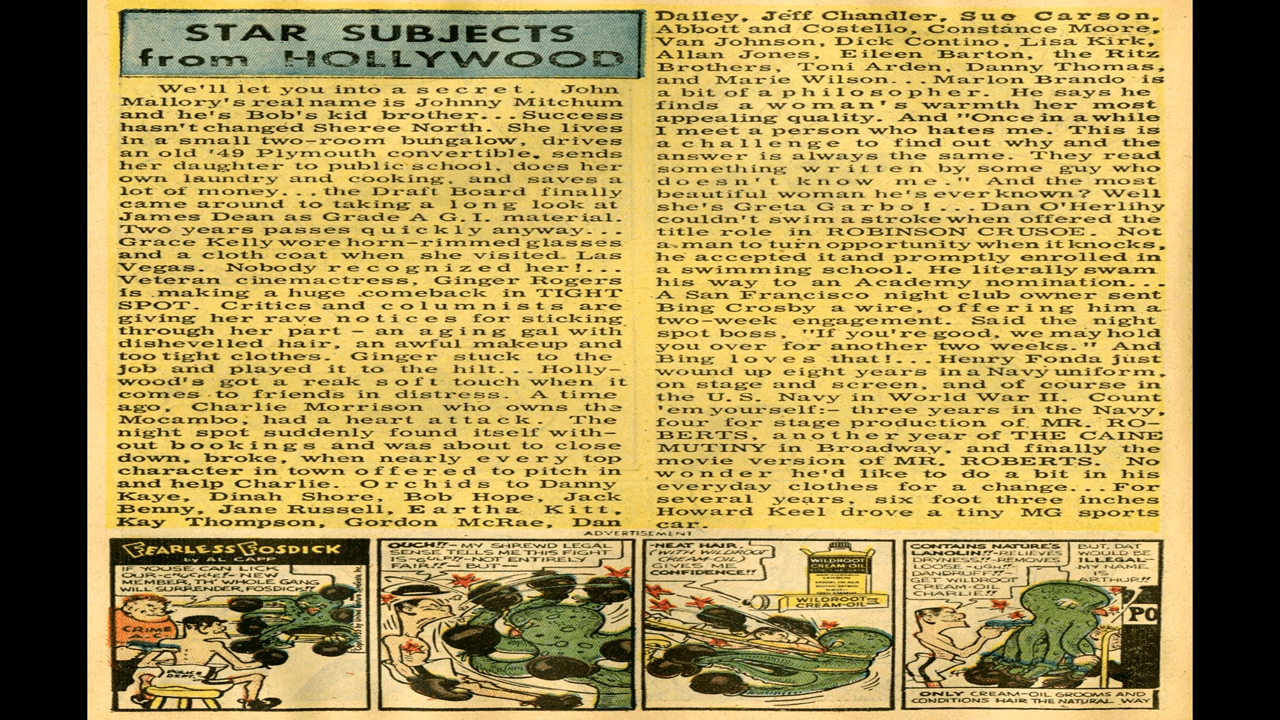 STAR SUBJECTS
from HOLLYWOOD
We'll let you into a secret. John
Mallory's real name is Johnny Mitchum
and he's Bob's kid brother... Success
hasn't changed Sheree North. She lives
in a small two-room bungalow, drives
an old '49 Plymouth convertible, sends
her daughter to public school, does her
own laundry and cooking, and saves a
lot of money... the Draft Board finally
came around to taking a long look at
James Dean as Grade A G.I. material.
Two years passes quickly anyway...
Grace Kelly wore horn-rimmed glasses
and a cloth coat when she visited Las
Vegas. Nobody recognized her!...
Veteran cinemactress, Ginger Rogers
is making a huge comeback in TIGHT
SPOT. Critics and columnists are
giving her rave notices for sticking
through her part - an aging gal with
dishevelled hair, an awful makeup and
too tight clothes. Ginger stuck to the
job and played it to the hilt... Holly-
wood's got a reak soft touch when it
comes to friends in distress. A time
ago, Charlie Morrison who owns the
Mocambo, had a heart attack. The
night spot suddenly found itself with-
out bookings and was about to close
down, broke, when nearly every top
character in town offered to pitch in
and help Charlie. Orchids to Danny
Kaye, Dinah Shore, Bob Hope, Jack
Benny, Jane Russell, Eartha Kitt,
Kay Thompson, Gordon McRae, Dan
Dailey, Jeff Chandler, Sue Carson,
Abbott and Costello, Constance Moore,
Van Johnson, Dick Contino, Lisa Kirk,
Allan Jones, Eileen Barton, the Ritz
Brothers, Toni Arden, Danny Thomas,
and Marie Wilson... Marlon Brando is
a bit of a philosopher. He says he
finds a woman's warmth her most
appealing quality. And "Once in a while
I meet a person who hates me. This is
a challenge to find out why and the
answer is always the same. They read
something written by some guy who
doesn't know me." And the most
beautiful woman he's ever known? Well
she's Greta Garbo!... Dan O'Herlihy
couldn't swim a stroke when offered the
title role in ROBINSON CRUSOE. Not
a man to turn opportunity when it knocks,
he accepted it and promptly enrolled in
a swimming school. He literally swam
his way to an Academy nomination...
A San Francisco night club owner sent
Bing Crosby a wire, offering him a
two-week engagement. Said the night
spot boss, "If you're good, we may hold
you over for another two weeks." And
Bing loves that!... Henry Fonda just
wound up eight years in a Navy uniform,
on stage and screen, and of course in
the U.S. Navy in World War II. Count
'em yourself:- three years in the Navy,
four for stage production of MR. RO-
BERTS, another year of THE CAINE
MUTINY in Broadway, and finally the
movie version of MR. ROBERTS. No
wonder he'd like to do a bit in his
everyday clothes for a change... For
several years, six foot three inches
Howard Keel drove a tiny MG sports
car.
ADVERTISEMENT
FEARLESS FOSDICK
by AL CAPP
IF YOUSE CAN LICK
OUR-CHUCKLE!- NEW
MEMBER, TH' WHOLE GANG
WILL SURRENDER, FOSDICK!!
CRIME
POLICE
DEP'T.
OUCH!!- MY SHREWD LEGAL
SENSE TELLS ME THIS FIGHT
IS -GULP!!- NOT ENTIRELY
FAIR!!- BUT-
-NEAT HAIR,
(WITH WILDROOT
CREAM-OIL)
GIVES ME
CONFIDENCE!!
WILDROOT
CREAM-OIL
WILDROOT
CREAM-OIL
CONTAINS NATURE'S
LANOLIN!!- RELIEVES
DRYNESS!!- REMOVES
LOOSE -UGH!!-
DANDRUFF!!-
GET WILDROOT
CREAM-OIL,
CHARLIE!!
BUT DAT
WOULD BE
ILLEGAL
MY NAME
IS
ARTHUR!!
PO
ONLY CREAM-OIL GROOMS AND
CONDITIONS HAIR THE NATURAL WAY